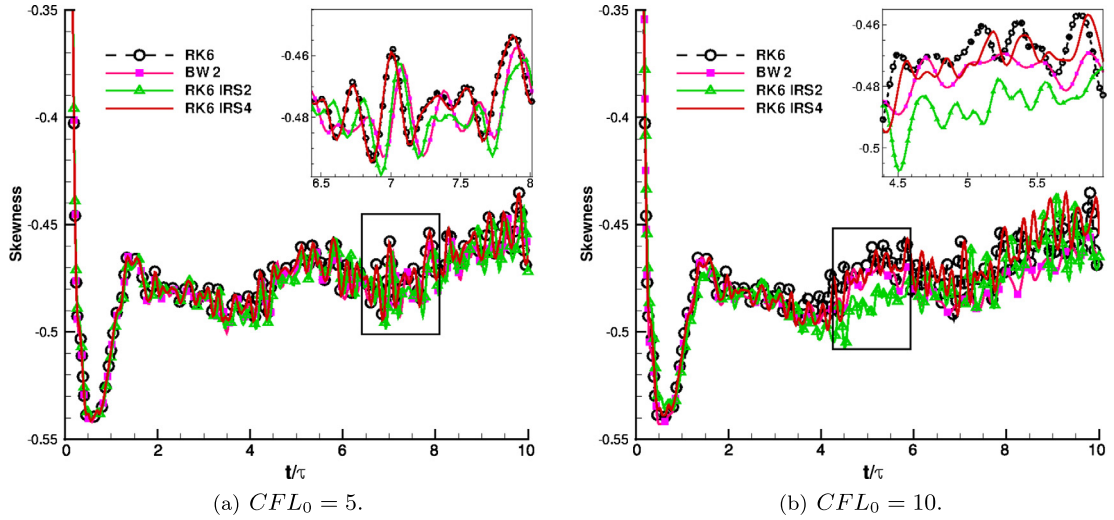 -0.35
-0.4
-0.45
-0.5
-0.55
Skewness
RK6
BW 2
RK6 IRS2
RK6 IRS4
-0.46
-0.48
6.5 7 7.5 8
0 2 4 6 8 10
t/τ
(a) CFL₀ = 5.
-0.35
-0.4
-0.45
-0.5
-0.55
Skewness
RK6
BW 2
RK6 IRS2
RK6 IRS4
-0.46
-0.48
-0.5
4.5 5 5.5
0 2 4 6 8 10
t/τ
(b) CFL₀ = 10.